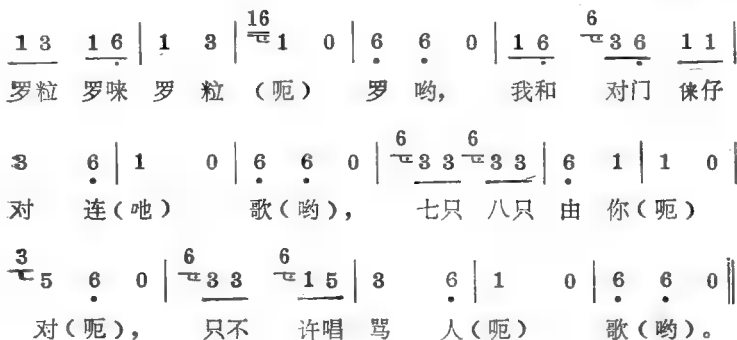 16 6
1 3 1 6 | 1 3 | 1 0 | 6 6 0 | 1 6 3 6 1 1 |
罗粒 罗唻 罗 粒 (呃) 罗 哟, 我和 对门 徕仔
6 6
3 6 | 1 0 | 6 6 0 | 3 3 3 3 | 6 1 | 1 0 |
对 连(吔) 歌(哟), 七只 八只 由 你(呃)
3 6 6
5 6 0 | 3 3 1 5 | 3 6 | 1 0 | 6 6 0 ‖
对(呃), 只不 许唱 骂 人(呃) 歌(哟)。